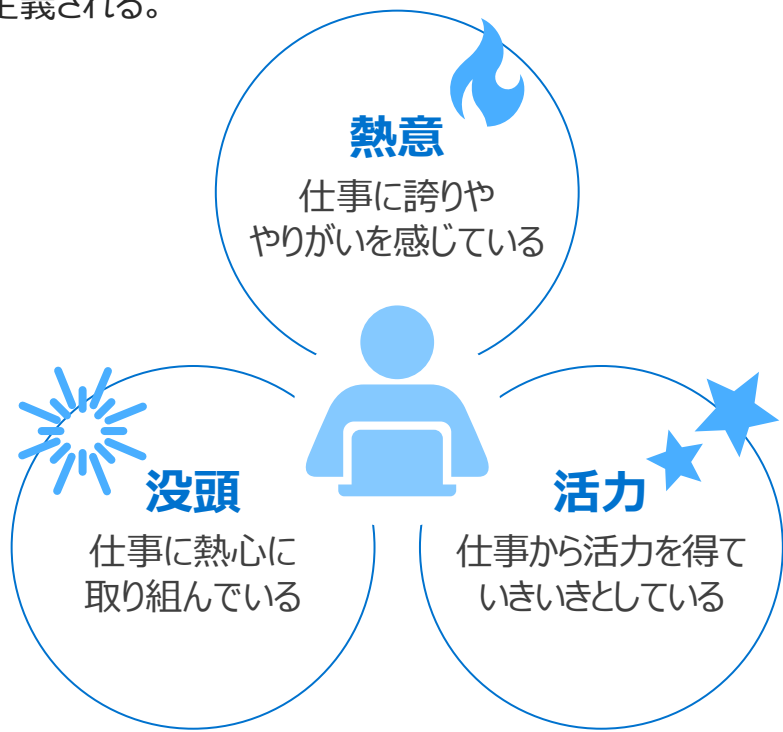 定義される。
熱意
仕事に誇りや
やりがいを感じている
没頭
仕事に熱心に
取り組んでいる
活力
仕事から活力を得て
いきいきとしている